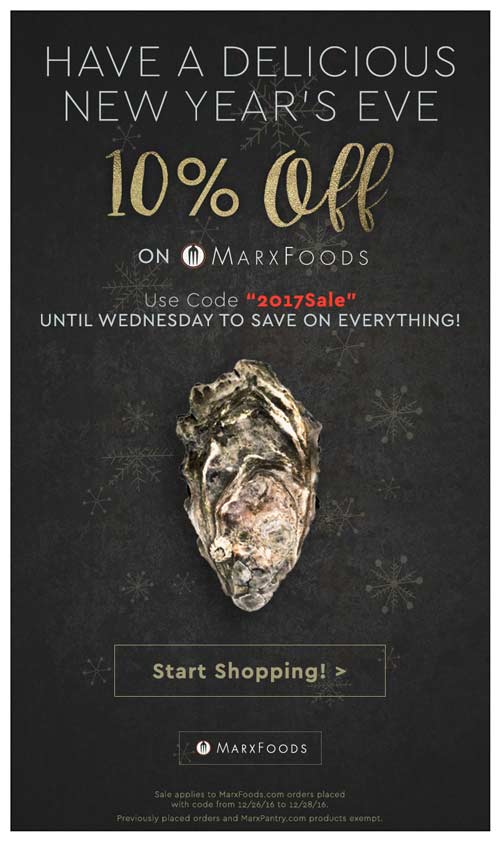 HAVE A DELICIOUS
NEW YEAR'S EVE
10% Off
ON MARXFOODS
Use Code "2017Sale"
UNTIL WEDNESDAY TO SAVE ON EVERYTHING!
Start Shopping! >
MARXFOODS
Sale applies to MarxFoods.com orders placed
with code from 12/26/16 to 12/28/16.
Previously placed orders and MarxPantry.com products exempt.